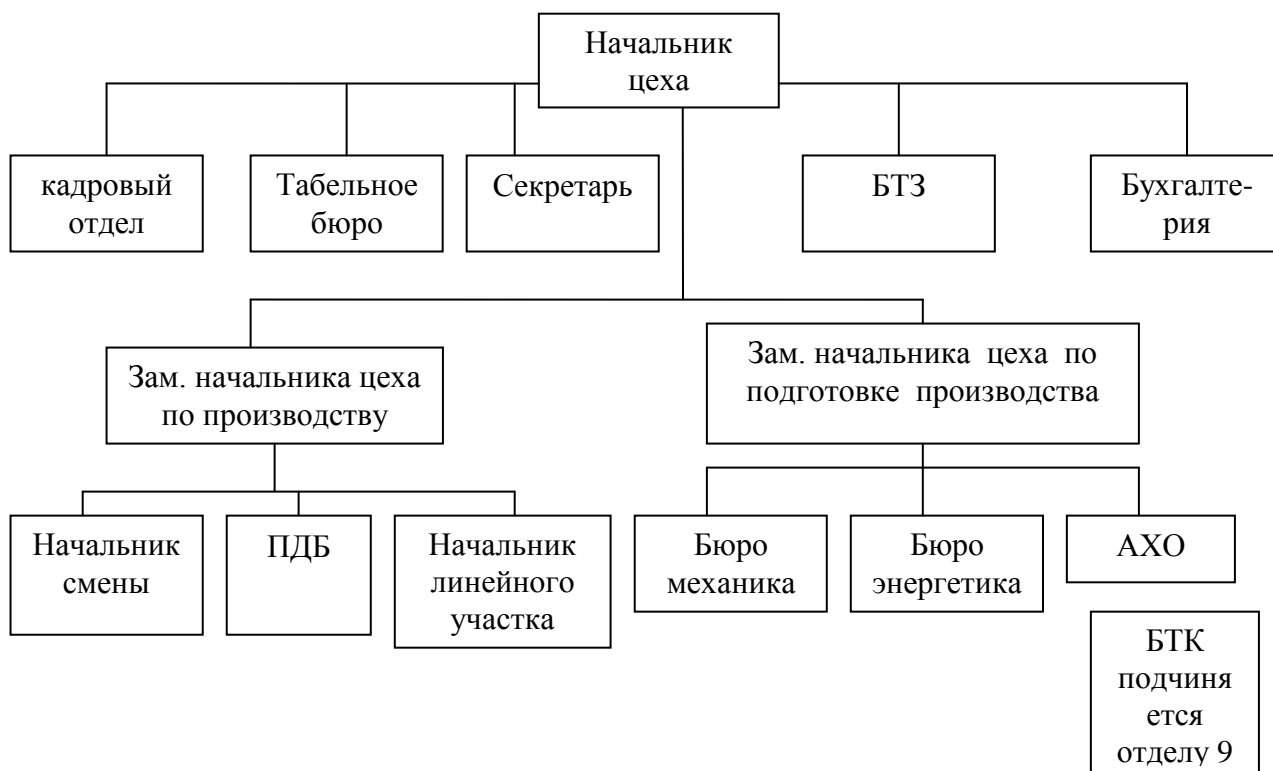 Начальник
цеха
кадровый
отдел
Табельное
бюро
Секретарь
БТЗ
Бухгалте-
рия
Зам. начальника цеха
по производству
Зам. начальника цеха по
подготовке производства
Начальник
смены
ПДБ
Начальник
линейного
участка
Бюро
механика
Бюро
энергетика
АХО
БТК
подчиня
ется
отделу 9